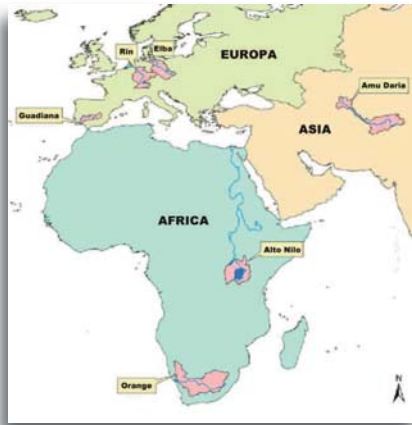 Rin
Elba
EUROPA
Amu Daria
Guadiana
ASIA
AFRICA
Alto Nilo
Orange
N